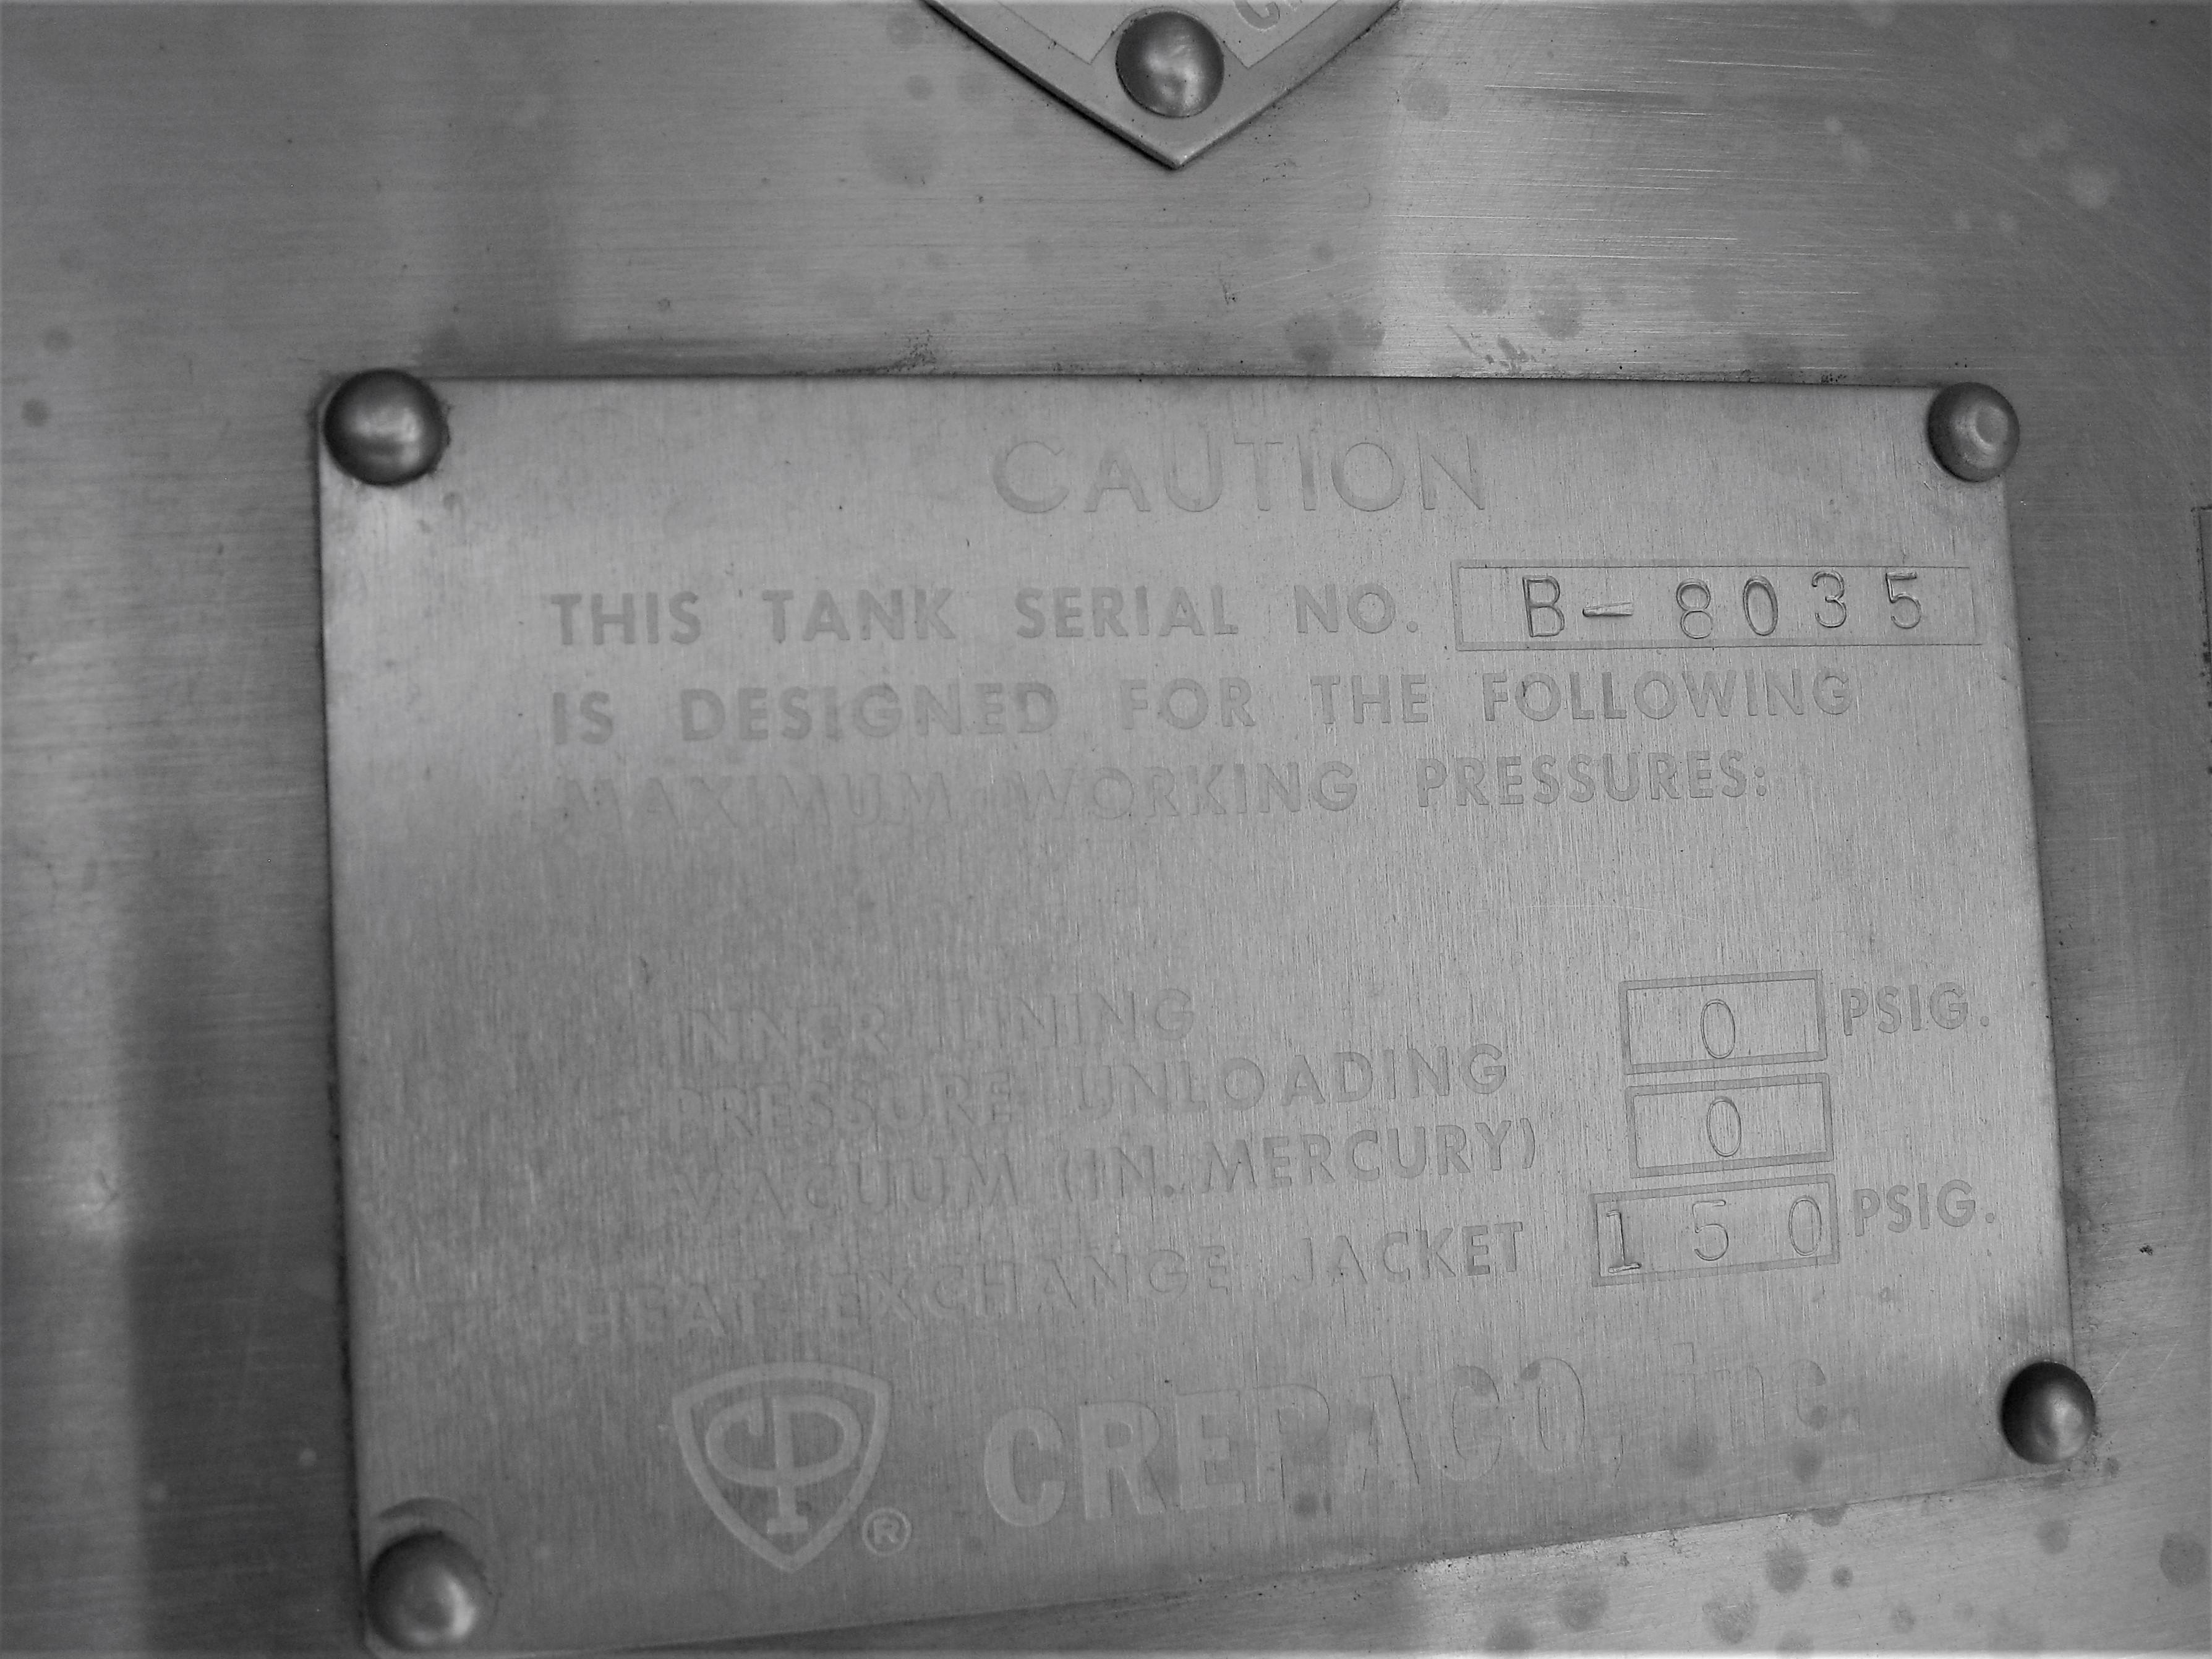 CAUTION
THIS TANK SERIAL NO. B-8035
IS DESIGNED FOR THE FOLLOWING
MAXIMUM WORKING PRESSURES:
INNER LINING 0 PSIG.
PRESSURE UNLOADING
VACUUM (IN. MERCURY) 0
HEAT EXCHANGE JACKET 150 PSIG.
CP ® CREPACO, Inc.